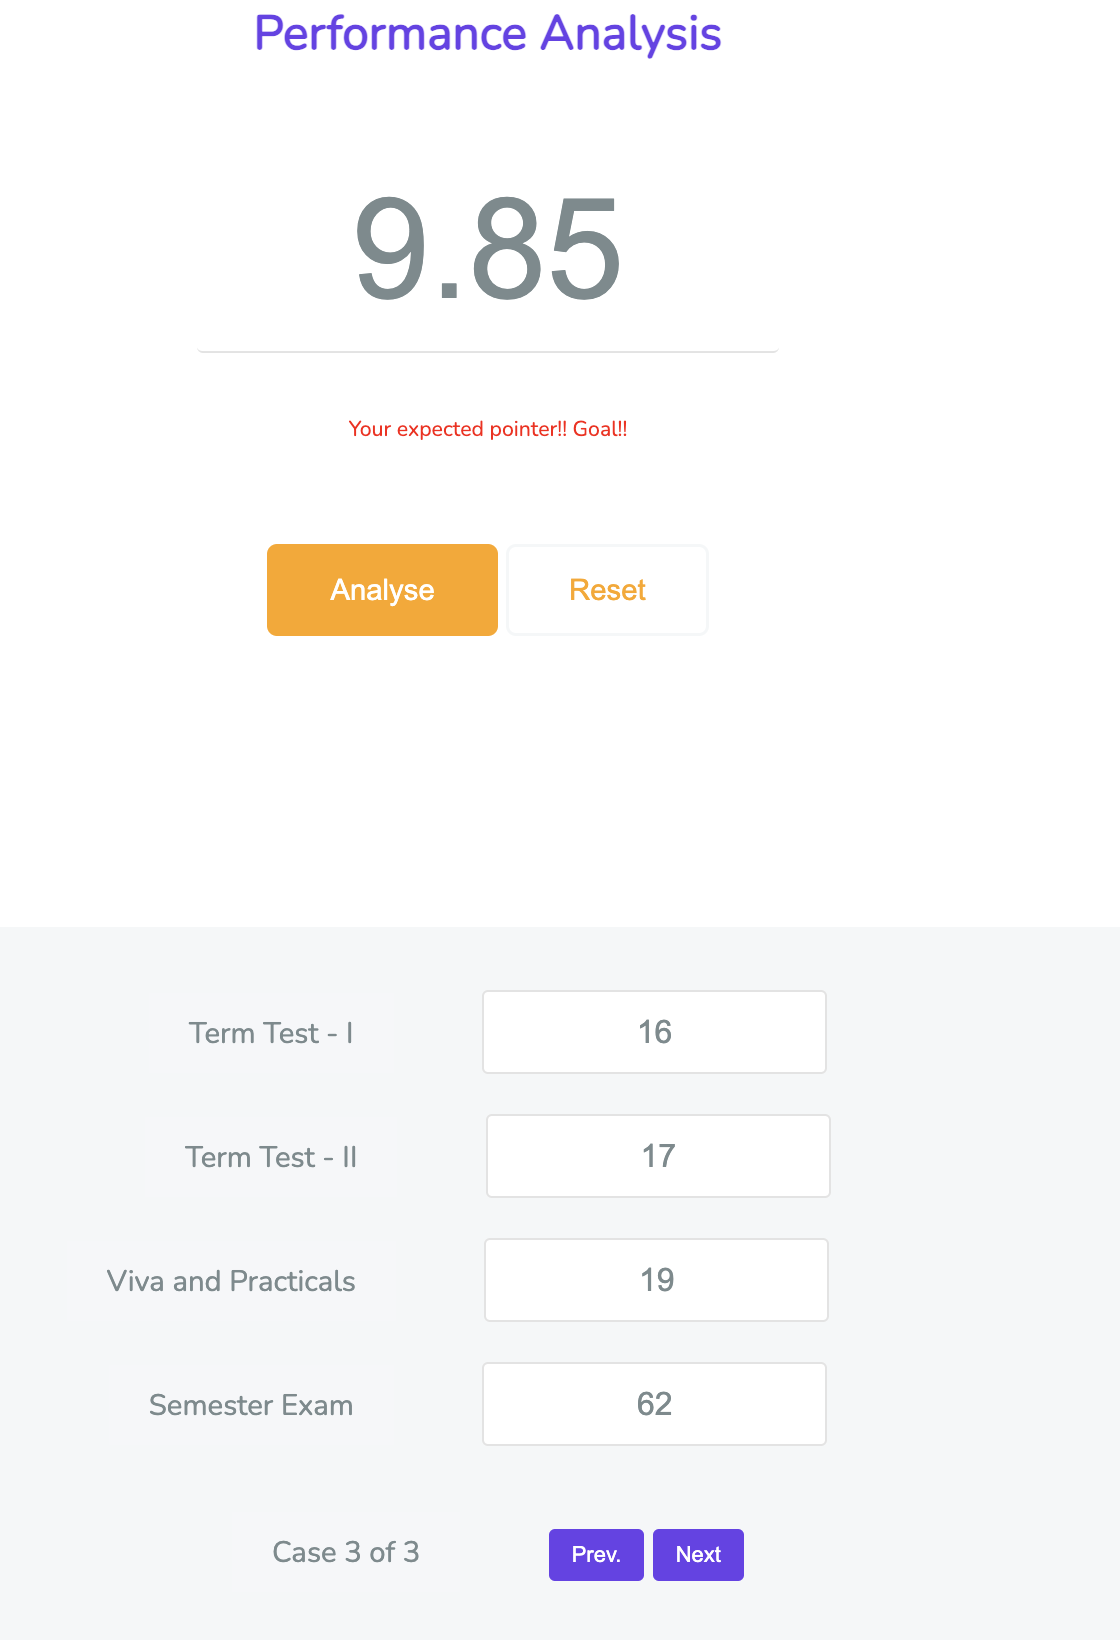 Performance Analysis
9.85
Your expected pointer!! Goal!!
Analyse Reset
Term Test - I 16
Term Test - II 17
Viva and Practicals 19
Semester Exam 62
Case 3 of 3 Prev. Next